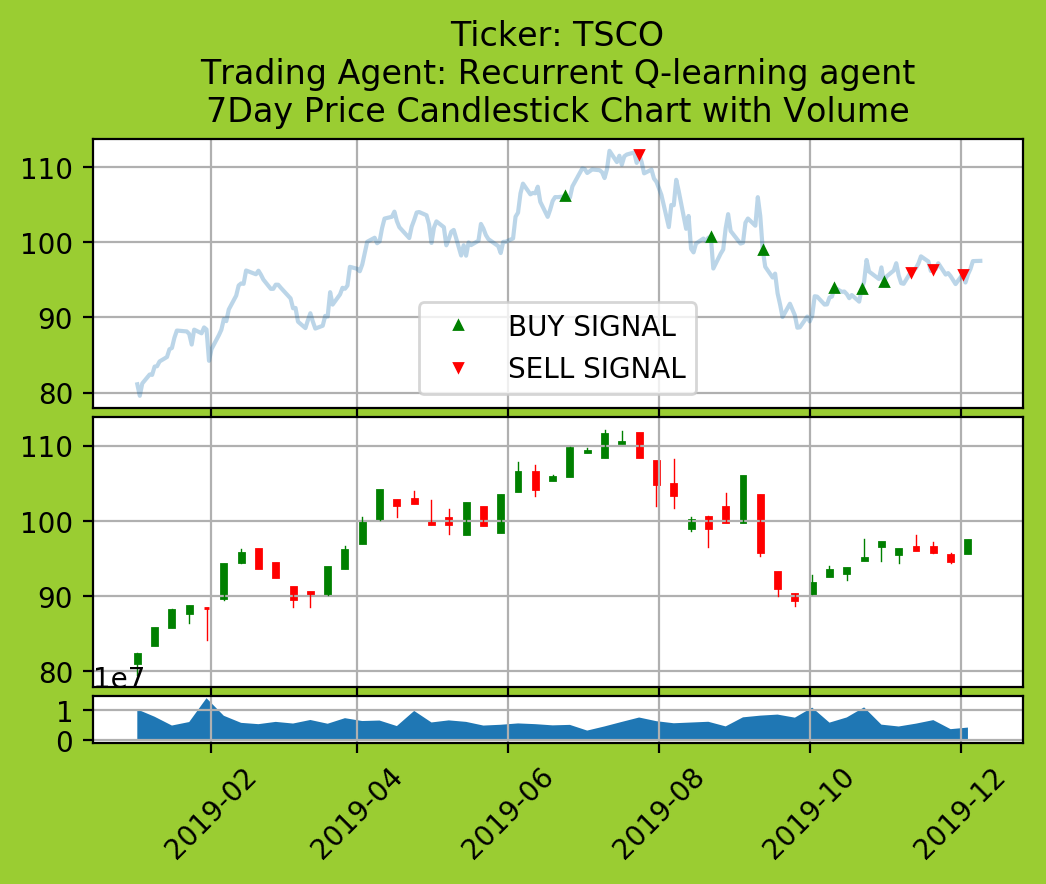 Ticker: TSCO
Trading Agent: Recurrent Q-learning agent
7Day Price Candlestick Chart with Volume
110
100
90
80
BUY SIGNAL
SELL SIGNAL
110
100
90
80
1e7
1
0
2019-02
2019-04
2019-06
2019-08
2019-10
2019-12